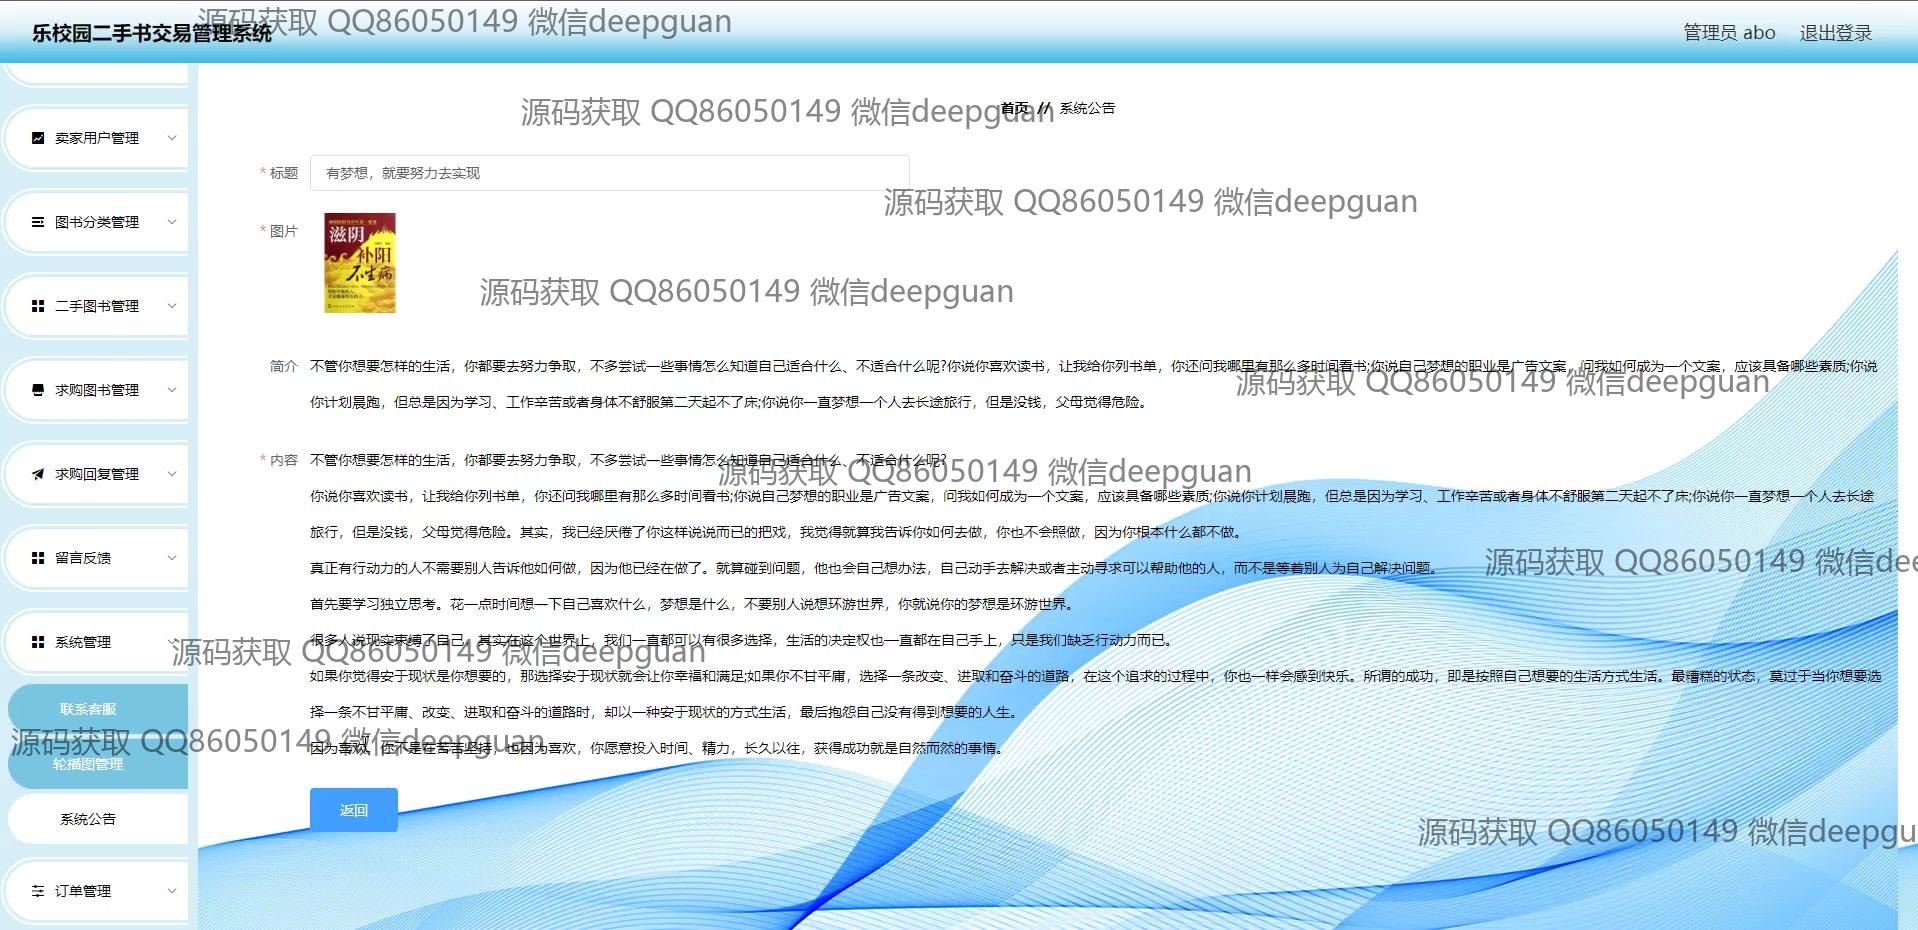 乐校园二手书交易管理系统
源码获取 QQ86050149 微信deepguan
管理员 abo
退出登录
源码获取 QQ86050149 微信deepguan
首页 // 系统公告
卖家用户管理
* 标题 有梦想，就要努力去实现
源码获取 QQ86050149 微信deepguan
图书分类管理
* 图片
滋阴
补阳
不生病
源码获取 QQ86050149 微信deepguan
二手图书管理
简介 不管你想要怎样的生活，你都要去努力争取，不多尝试一些事情怎么知道自己适合什么、不适合什么呢?你说你喜欢读书，让我给你列书单，你还问我哪里有那么多时间看书;你说自己梦想的职业是广告文案，问我如何成为一个文案，应该具备哪些素质;你说
源码获取 QQ86050149 微信deepguan
求购图书管理
你计划晨跑，但总是因为学习、工作辛苦或者身体不舒服第二天起不了床;你说你一直梦想一个人去长途旅行，但是没钱，父母觉得危险。
* 内容 不管你想要怎样的生活，你都要去努力争取，不多尝试一些事情怎么知道自己适合什么、不适合什么呢?
源码获取 QQ86050149 微信deepguan
求购回复管理
你说你喜欢读书，让我给你列书单，你还问我哪里有那么多时间看书;你说自己梦想的职业是广告文案，问我如何成为一个文案，应该具备哪些素质;你说你计划晨跑，但总是因为学习、工作辛苦或者身体不舒服第二天起不了床;你说你一直梦想一个人去长途
旅行，但是没钱，父母觉得危险。其实，我已经厌倦了你这样说说而已的把戏，我觉得就算我告诉你如何去做，你也不会照做，因为你根本什么都不做。
留言反馈
真正有行动力的人不需要别人告诉他如何做，因为他已经在做了。就算碰到问题，他也会自己想办法，自己动手去解决或者主动寻求可以帮助他的人，而不是等着别人为自己解决问题。
源码获取 QQ86050149 微信dee
首先要学习独立思考。花一点时间想一下自己喜欢什么，梦想是什么，不要别人说想环游世界，你就说你的梦想是环游世界。
系统管理
很多人说现实束缚了自己，其实在这个世界上，我们一直都可以有很多选择，生活的决定权也一直都在自己手上，只是我们缺乏行动力而已。
源码获取 QQ86050149 微信deepguan
如果你觉得安于现状是你想要的，那选择安于现状就会让你幸福和满足;如果你不甘平庸，选择一条改变、进取和奋斗的道路，在这个追求的过程中，你也一样会感到快乐。所谓的成功，即是按照自己想要的生活方式生活。最糟糕的状态，莫过于当你想要选
联系客服
择一条不甘平庸、改变、进取和奋斗的道路时，却以一种安于现状的方式生活，最后抱怨自己没有得到想要的人生。
源码获取 QQ86050149 微信deepguan
因为喜欢，你不是在苦苦坚持，也因为喜欢，你愿意投入时间、精力，长久以往，获得成功就是自然而然的事情。
轮播图管理
返回
系统公告
源码获取 QQ86050149 微信deepgu
订单管理